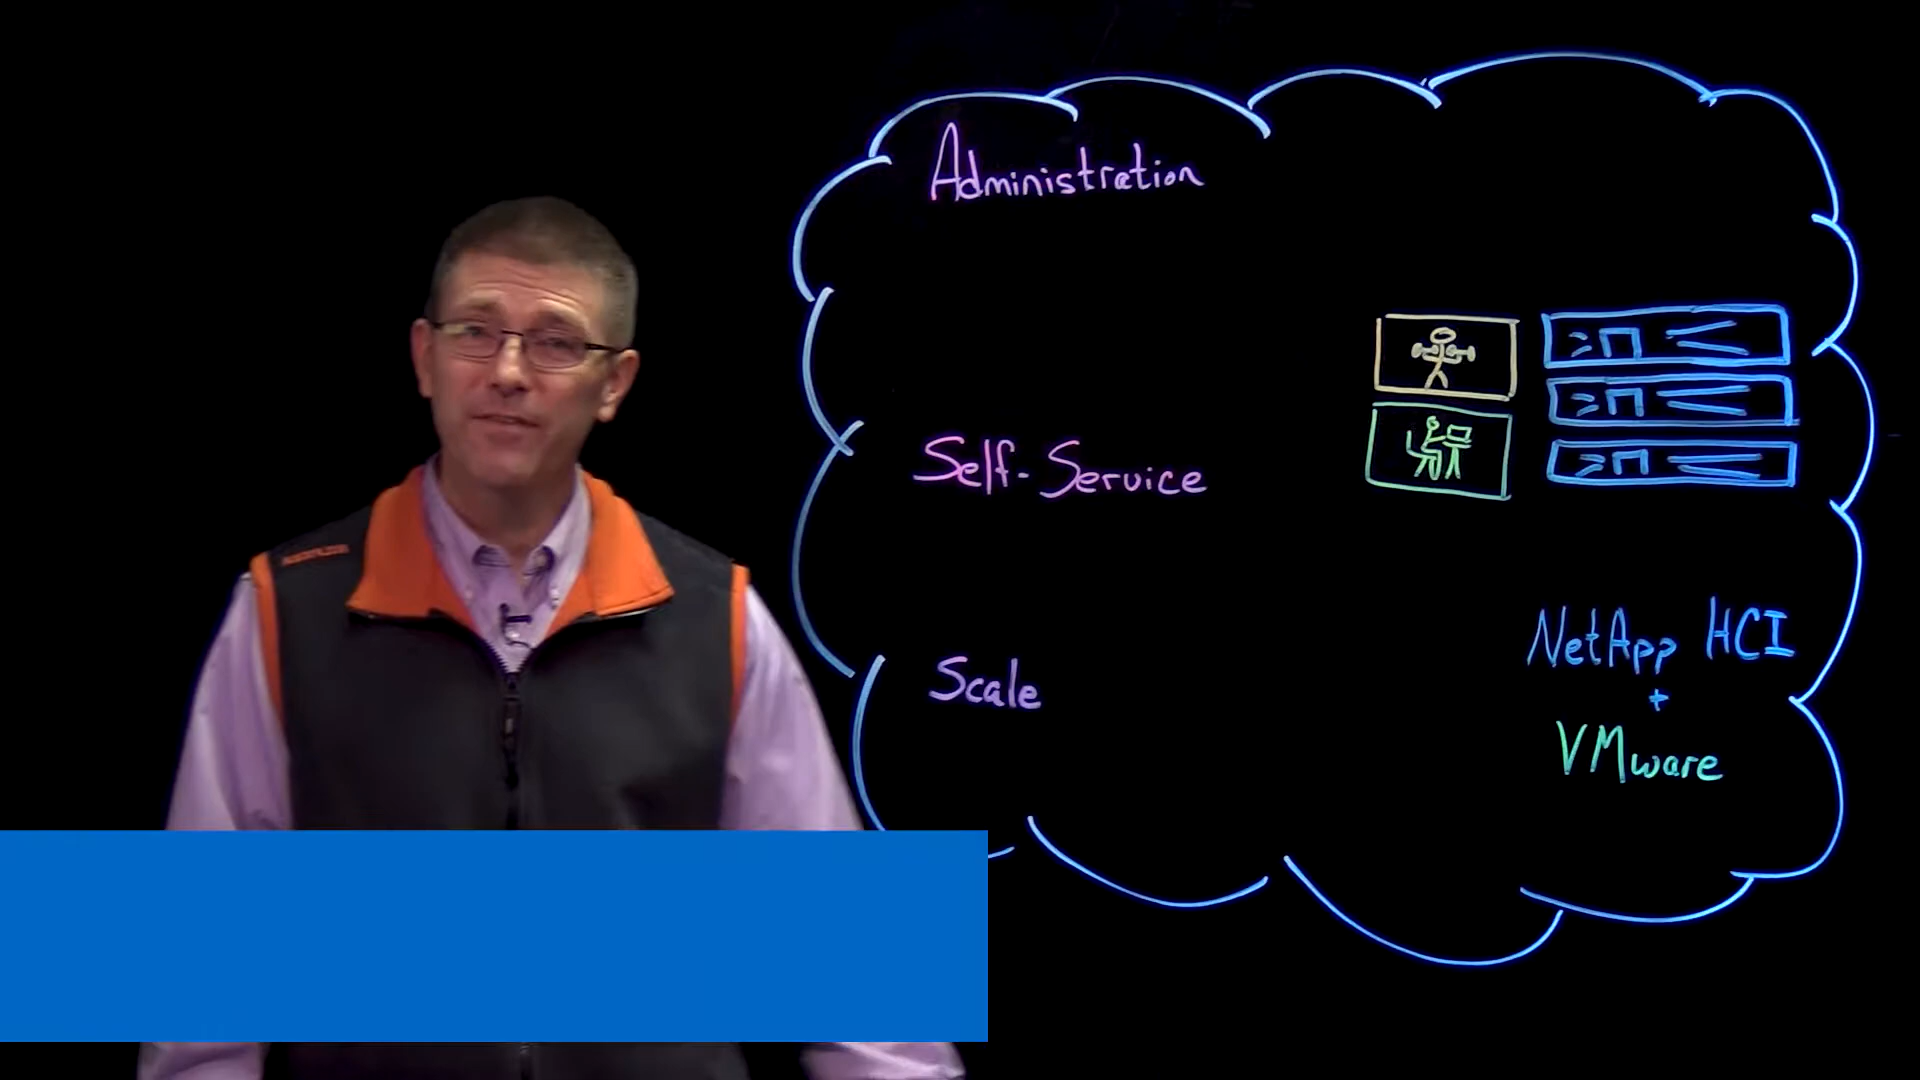 Administration
Self-Service
Scale
NetApp HCI
+
VMware